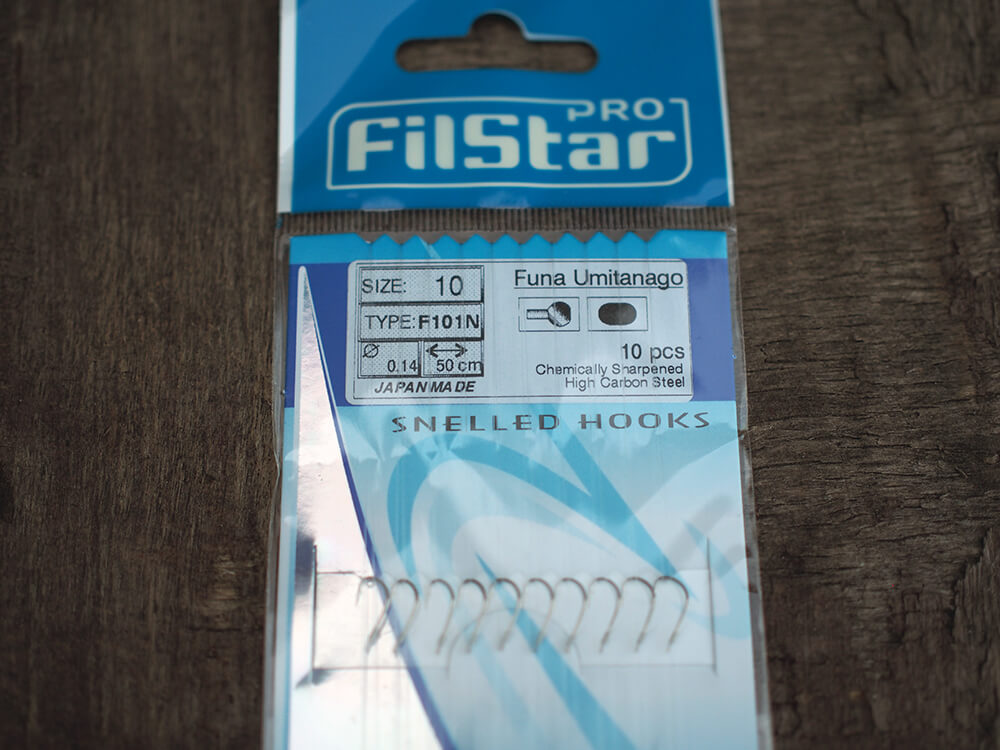 PRO
FilStar
SIZE: 10
TYPE:F101N
Ø 0.14 50 cm
JAPAN MADE
Funa Umitanago
10 pcs
Chemically Sharpened
High Carbon Steel
SNELLED HOOKS